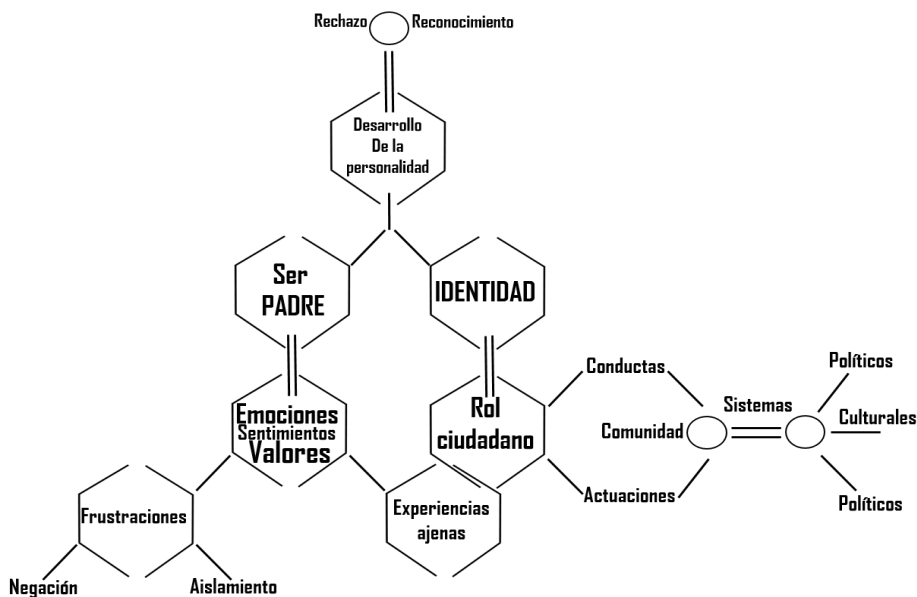 Rechazo
Reconocimiento
Desarrollo
De la
personalidad
Ser
PADRE
IDENTIDAD
Emociones
Sentimientos
Valores
Rol
ciudadano
Conductas
Comunidad
Sistemas
Políticos
Culturales
Actuaciones
Políticos
Frustraciones
Experiencias
ajenas
Negación
Aislamiento